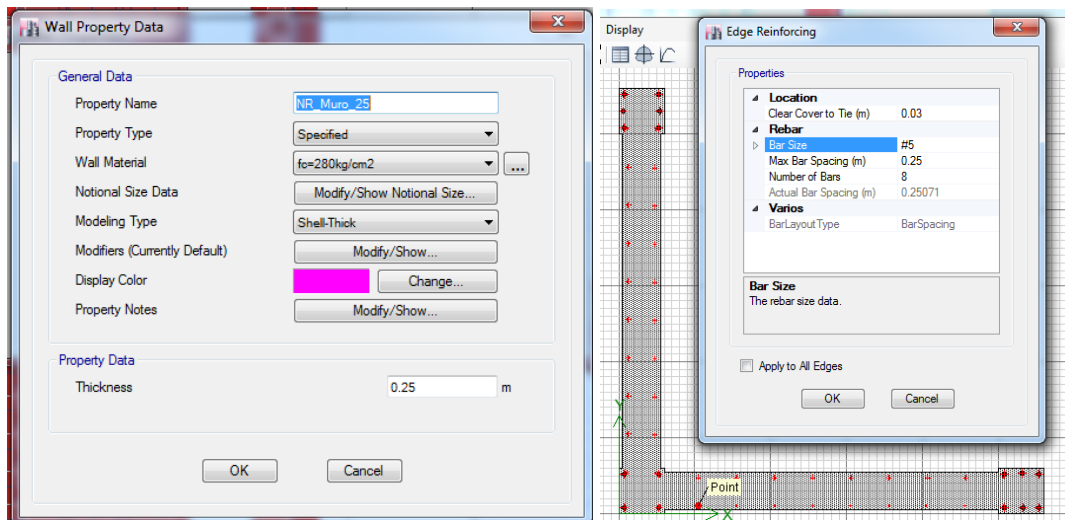 Wall Property Data
General Data
Property Name NR_Muro_25
Property Type Specified
Wall Material fc=280kg/cm2 ...
Notional Size Data Modify/Show Notional Size...
Modeling Type Shell-Thick
Modifiers (Currently Default) Modify/Show...
Display Color Change...
Property Notes Modify/Show...
Property Data
Thickness 0.25 m
OK Cancel
Display
Edge Reinforcing
Properties
Location
Clear Cover to Tie (m) 0.03
Rebar
Bar Size #5
Max Bar Spacing (m) 0.25
Number of Bars 8
Actual Bar Spacing (m) 0.25071
Varios
BarLayoutType BarSpacing
Bar Size
The rebar size data.
Apply to All Edges
OK Cancel
Y
Point
X